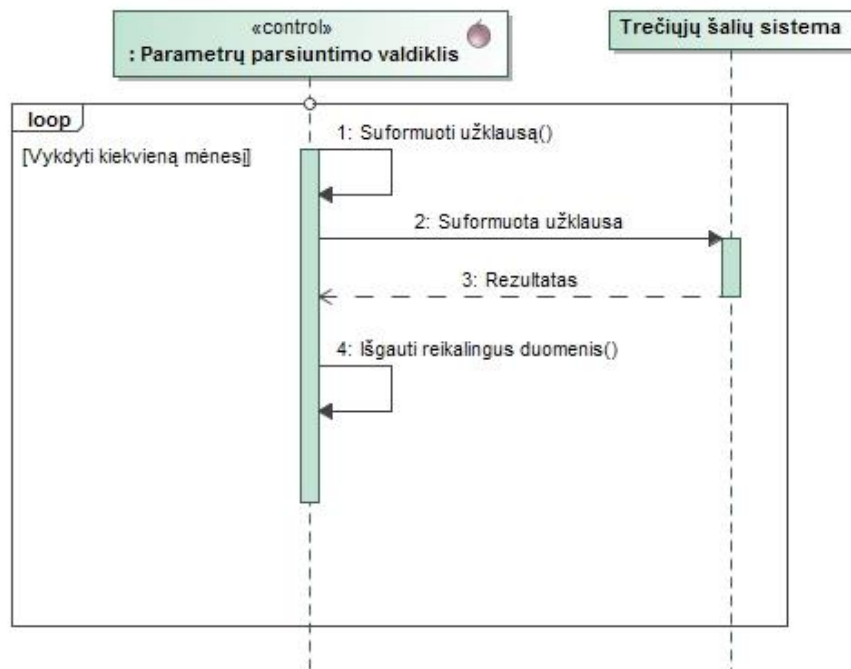 «control»
: Parametrų parsiuntimo valdiklis
Trečiųjų šalių sistema
loop
[Vykdyti kiekvieną mėnesį]
1: Suformuoti užklausą()
2: Suformuota užklausa
3: Rezultatas
4: Išgauti reikalingus duomenis()